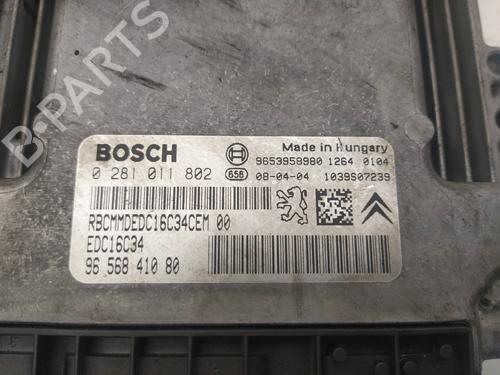 B-PARTS
BOSCH
Made in Hungary
9653958980 1264 0104
0 281 011 802
658
08-04-04
1039S07239
RBCMMDEDC16C34CEM 00
EDC16C34
96 568 410 80